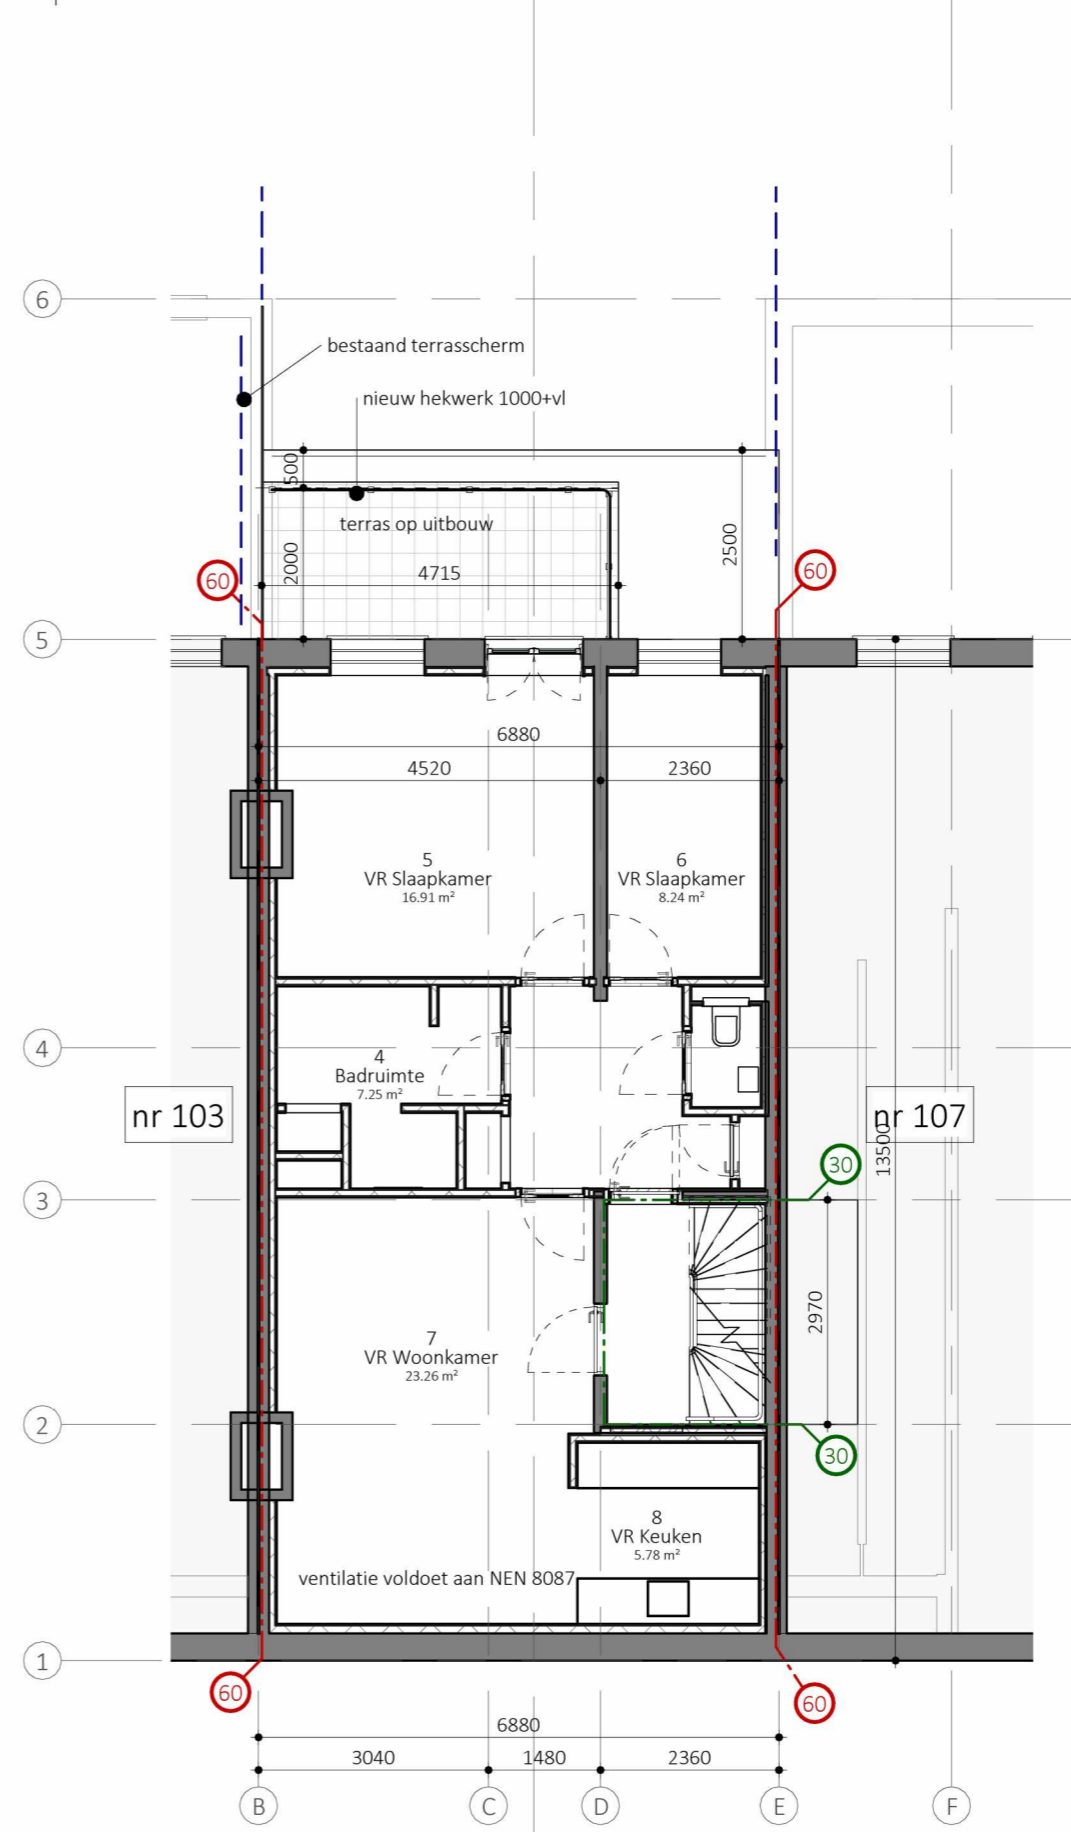 6
bestaand terrasscherm
nieuw hekwerk 1000+vl
500
terras op uitbouw
2000
4715
2500
60
60
5
6880
4520
2360
5
VR Slaapkamer
16.91 m²
6
VR Slaapkamer
8.24 m²
4
4
Badruimte
7.25 m²
nr 103
nr 107
13500
30
3
2970
7
VR Woonkamer
23.26 m²
2
30
8
VR Keuken
5.78 m²
ventilatie voldoet aan NEN 8087
1
60
60
6880
3040
1480
2360
B
C
D
E
F